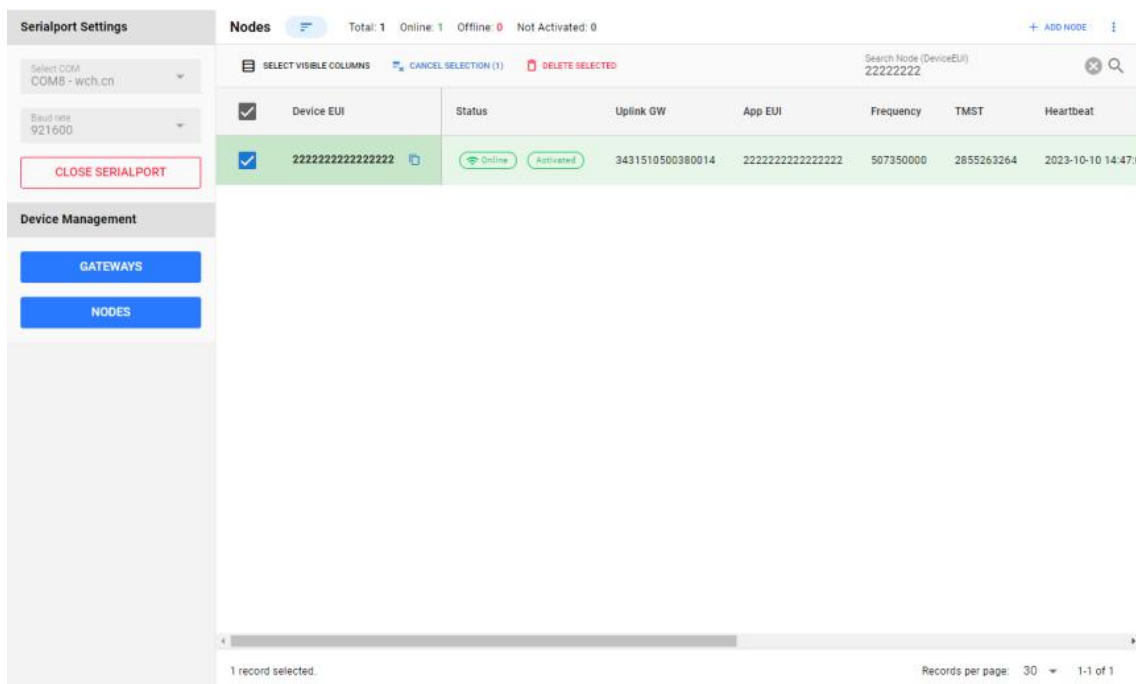 Serialport Settings
Select COM
COM8 - wch.cn
Baud rate
921600
CLOSE SERIALPORT
Device Management
GATEWAYS
NODES
Nodes Total: 1 Online: 1 Offline: 0 Not Activated: 0 + ADD NODE
SELECT VISIBLE COLUMNS CANCEL SELECTION (1) DELETE SELECTED
Search Node (DeviceEUI)
22222222
Device EUI Status Uplink GW App EUI Frequency TMST Heartbeat
2222222222222222 Online Activated 3431510500380014 2222222222222222 507350000 2855263264 2023-10-10 14:47:
1 record selected. Records per page: 30 1-1 of 1